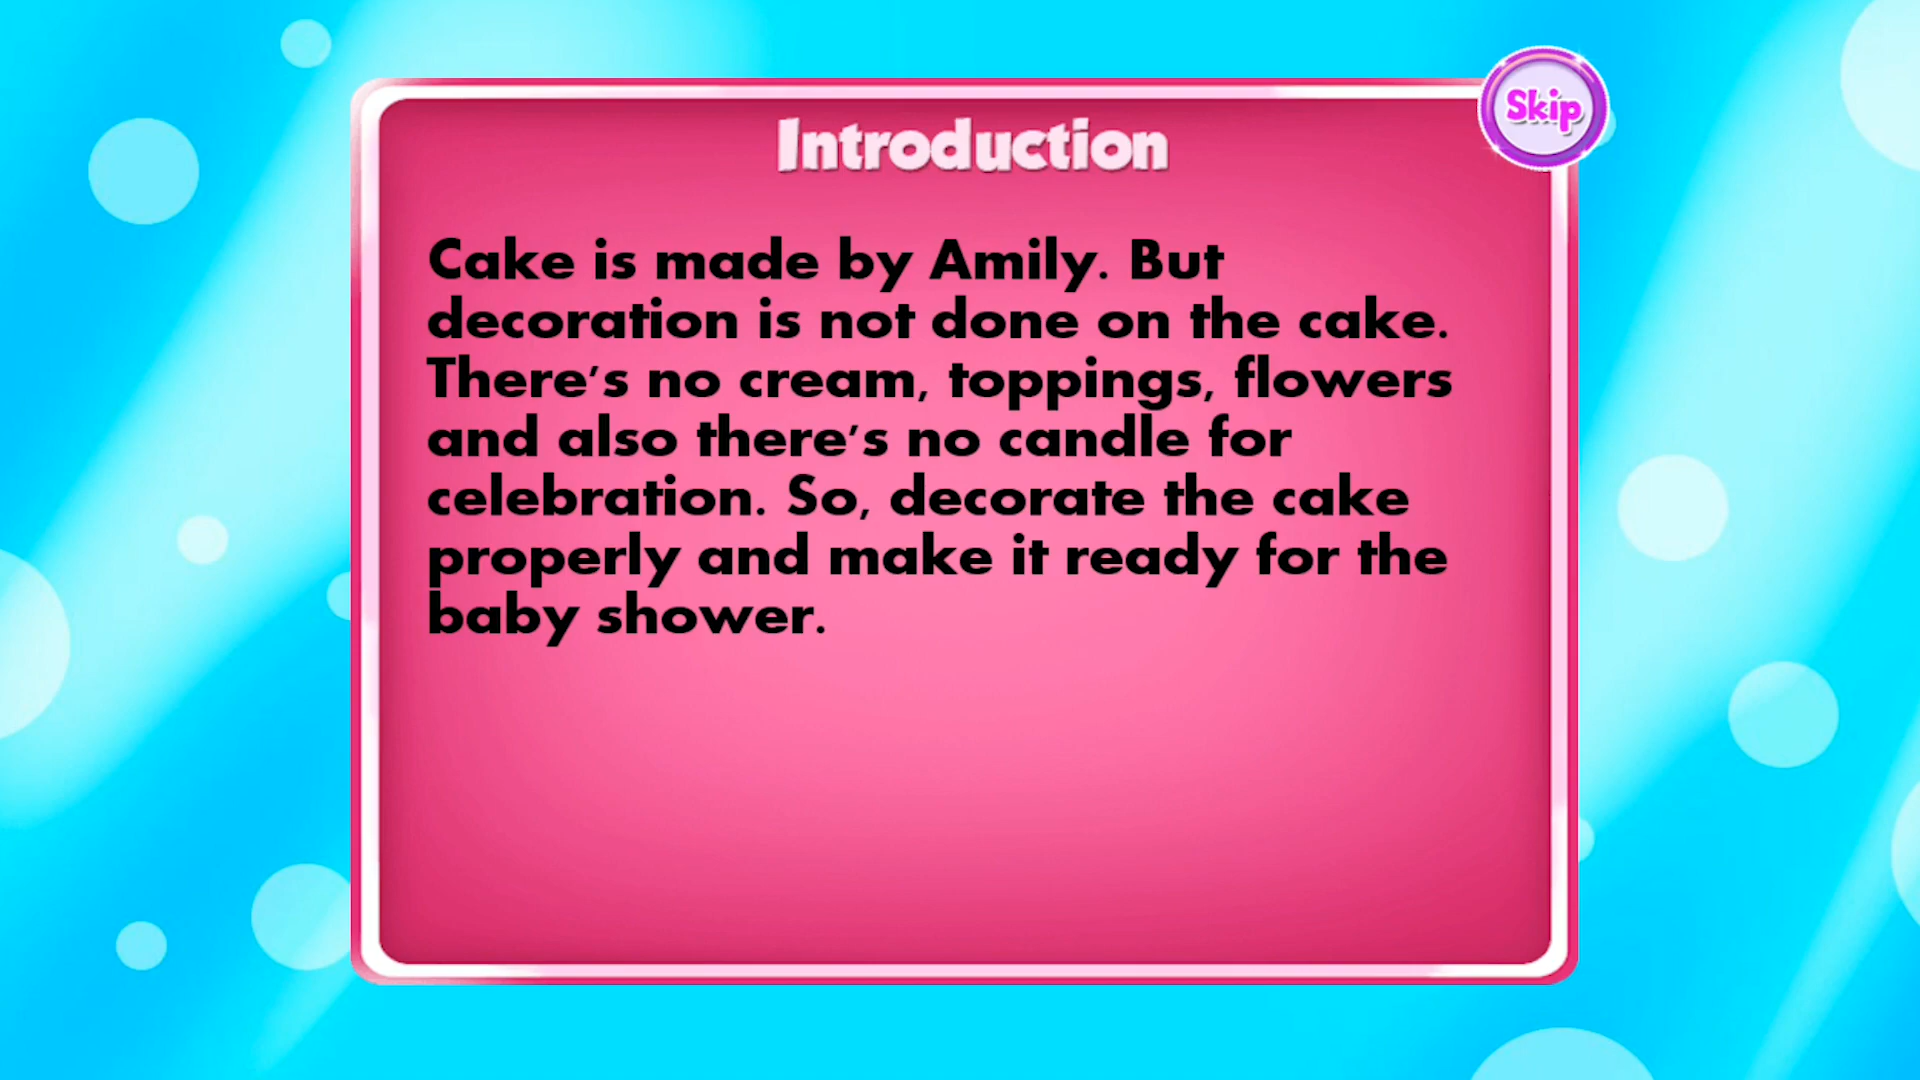 Skip
Introduction
Cake is made by Amily. But
decoration is not done on the cake.
There's no cream, toppings, flowers
and also there's no candle for
celebration. So, decorate the cake
properly and make it ready for the
baby shower.